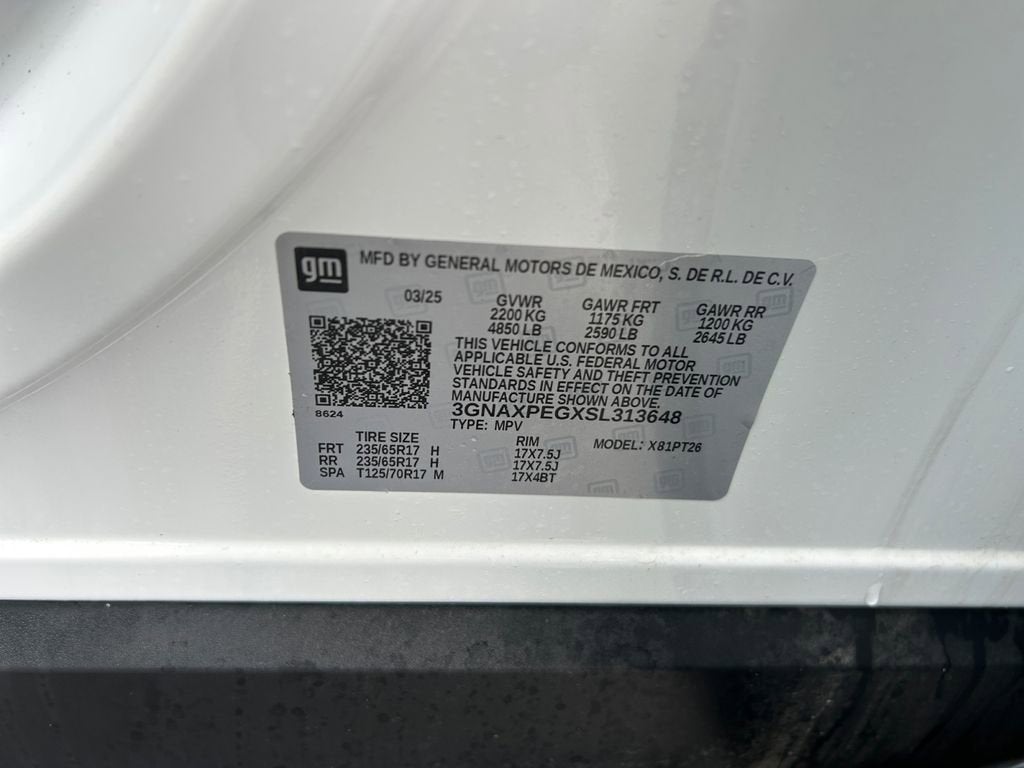 gm MFD BY GENERAL MOTORS DE MEXICO, S. DE R.L. DE C.V.
03/25 GVWR GAWR FRT GAWR RR
2200 KG 1175 KG 1200 KG
4850 LB 2590 LB 2645 LB
THIS VEHICLE CONFORMS TO ALL
APPLICABLE U.S. FEDERAL MOTOR
VEHICLE SAFETY AND THEFT PREVENTION
STANDARDS IN EFFECT ON THE DATE OF
MANUFACTURE SHOWN ABOVE.
8624
3GNAXPEGXSL313648
TYPE: MPV
TIRE SIZE RIM MODEL: X81PT26
FRT 235/65R17 H 17X7.5J
RR 235/65R17 H 17X7.5J
SPA T125/70R17 M 17X4BT